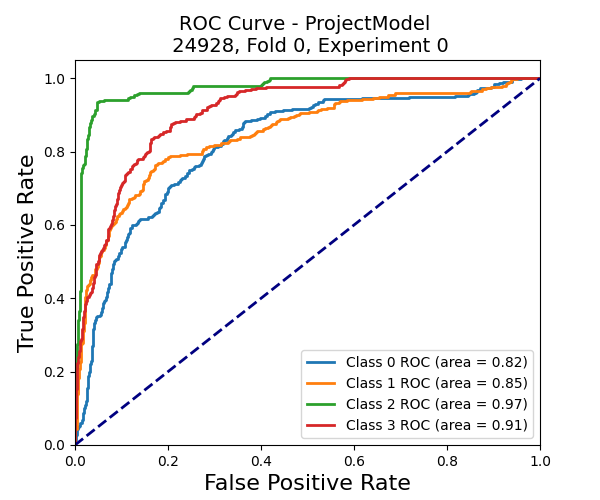 ROC Curve - ProjectModel
24928, Fold 0, Experiment 0
True Positive Rate
1.0
0.8
0.6
0.4
0.2
0.0
0.0 0.2 0.4 0.6 0.8 1.0
False Positive Rate
Class 0 ROC (area = 0.82)
Class 1 ROC (area = 0.85)
Class 2 ROC (area = 0.97)
Class 3 ROC (area = 0.91)